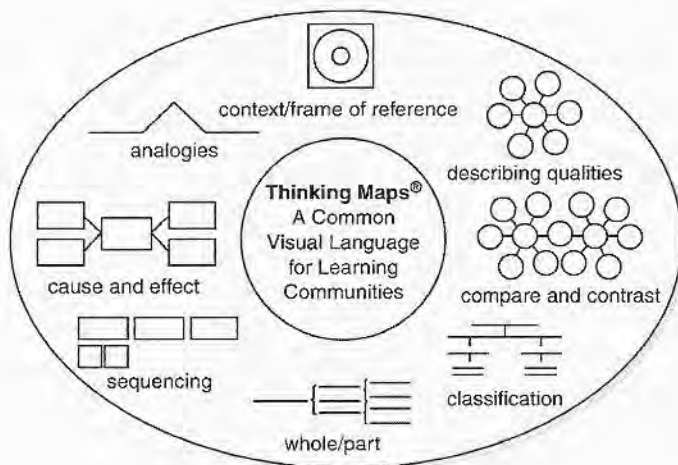 context/frame of reference
analogies
describing qualities
Thinking Maps®
A Common
Visual Language
for Learning
Communities
cause and effect
compare and contrast
sequencing
classification
whole/part